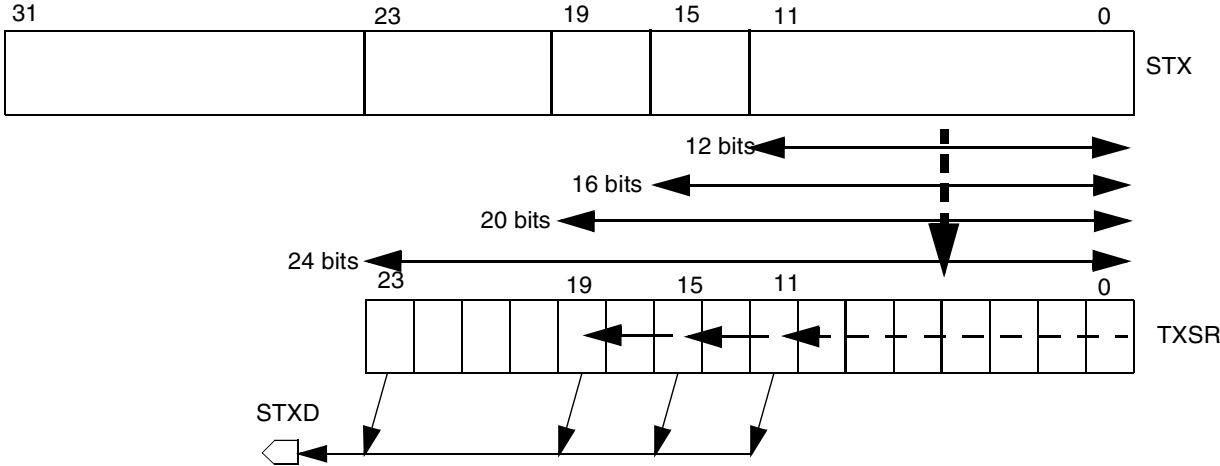 31 23 19 15 11 0
STX
12 bits
16 bits
20 bits
24 bits
23 19 15 11 0
TXSR
STXD